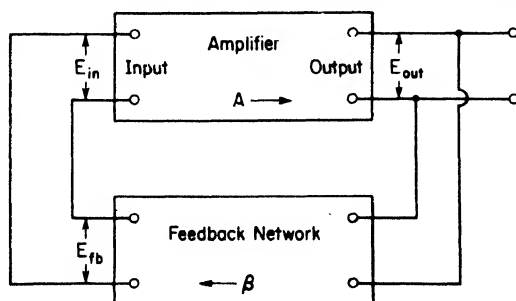 Amplifier
E_in
Input
Output
E_out
A
Feedback Network
E_fb
β